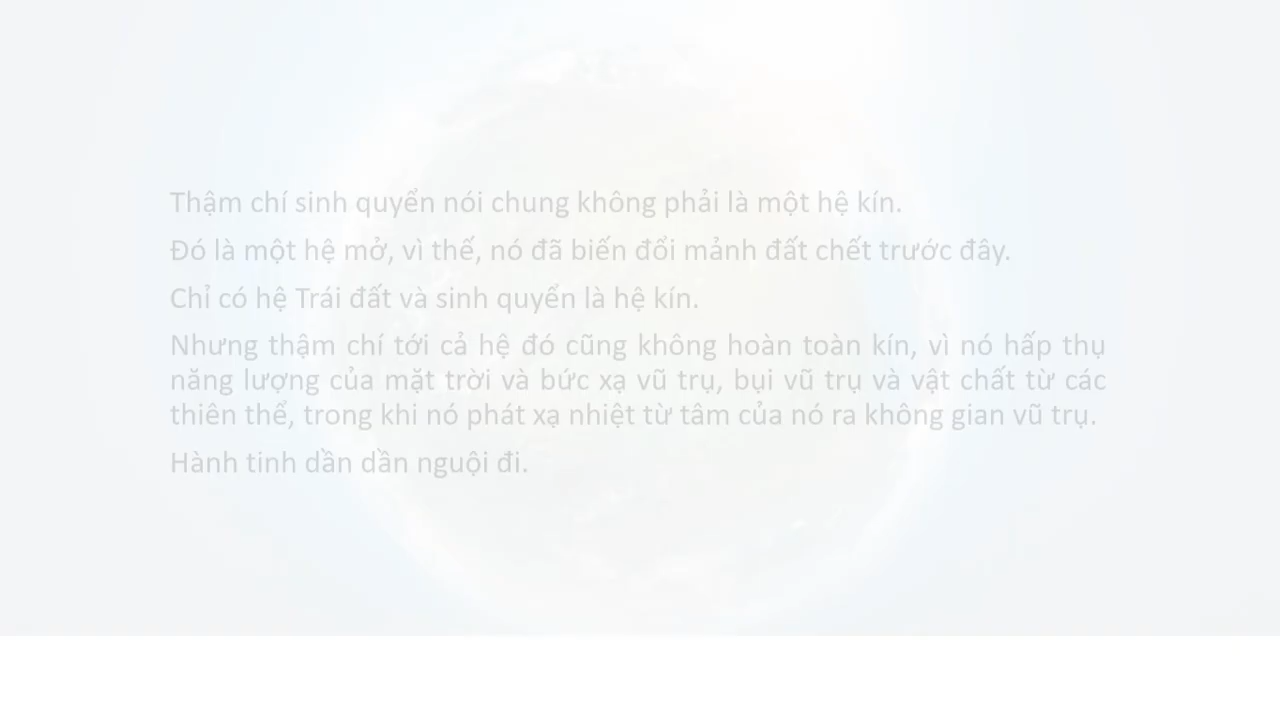 Thậm chí sinh quyển nói chung không phải là một hệ kín.
Đó là một hệ mở, vì thế, nó đã biến đổi mảnh đất chết trước đây.
Chỉ có hệ Trái đất và sinh quyển là hệ kín.
Nhưng thậm chí tới cả hệ đó cũng không hoàn toàn kín, vì nó hấp thụ
năng lượng của mặt trời và bức xạ vũ trụ, bụi vũ trụ và vật chất từ các
thiên thể, trong khi nó phát xạ nhiệt từ tâm của nó ra không gian vũ trụ.
Hành tinh dần dần nguội đi.